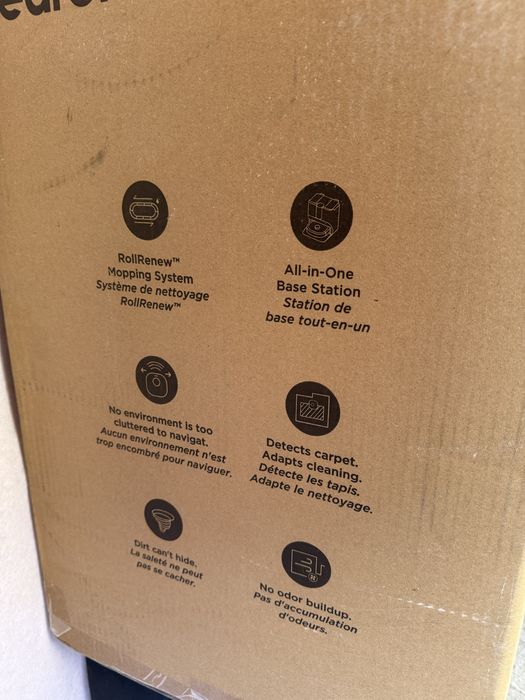 RollRenew™
Mopping System
Système de nettoyage
RollRenew™
All-in-One
Base Station
Station de
base tout-en-un
No environment is too
cluttered to navigat.
Aucun environnement n'est
trop encombré pour naviguer.
Detects carpet.
Adapts cleaning.
Détecte les tapis.
Adapte le nettoyage.
Dirt can't hide.
La saleté ne peut
pas se cacher.
No odor buildup.
Pas d'accumulation
d'odeurs.